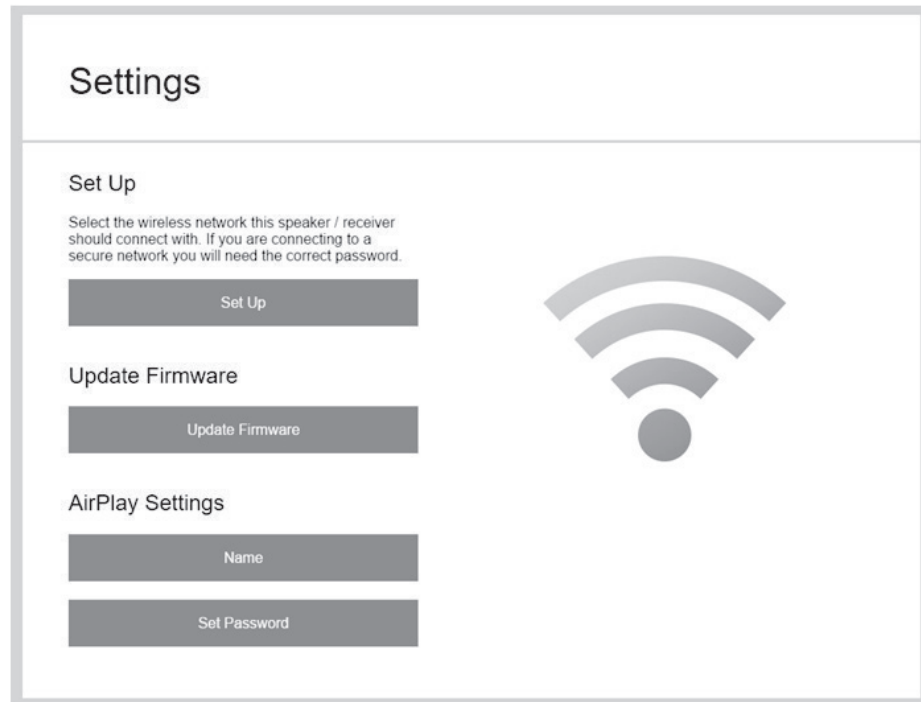 Settings
Set Up
Select the wireless network this speaker / receiver
should connect with. If you are connecting to a
secure network you will need the correct password.
Set Up
Update Firmware
Update Firmware
AirPlay Settings
Name
Set Password